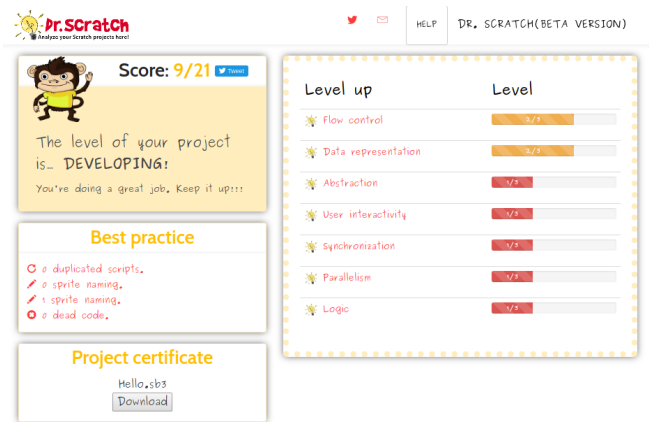 Dr.Scratch
Analyze your Scratch projects here!
HELP
DR. SCRATCH(BETA VERSION)
Score: 9/21
Tweet
The level of your project
is... DEVELOPING!
You're doing a great job. Keep it up!!!
Best practice
0 duplicated scripts.
0 sprite naming.
1 sprite naming.
0 dead code.
Project certificate
Hello.sb3
Download
Level up Level
Flow control 2/3
Data representation 2/3
Abstraction 1/3
User interactivity 1/3
Synchronization 1/3
Parallelism 1/3
Logic 1/3